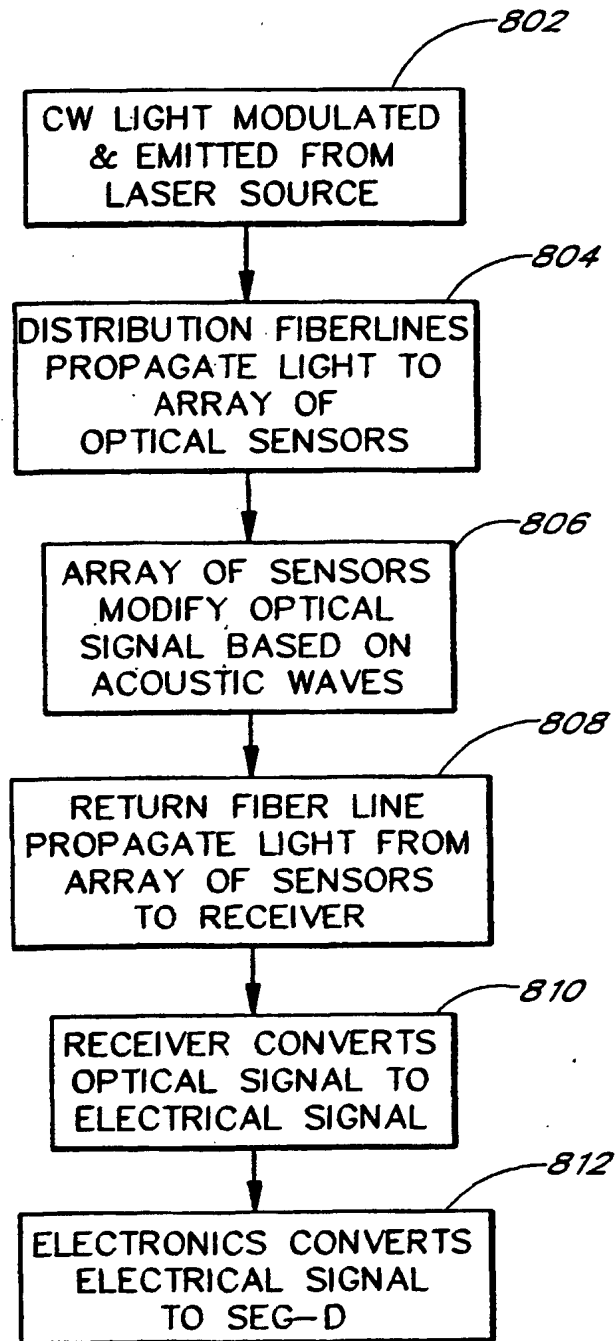 802
CW LIGHT MODULATED
& EMITTED FROM
LASER SOURCE
804
DISTRIBUTION FIBERLINES
PROPAGATE LIGHT TO
ARRAY OF
OPTICAL SENSORS
806
ARRAY OF SENSORS
MODIFY OPTICAL
SIGNAL BASED ON
ACOUSTIC WAVES
808
RETURN FIBER LINE
PROPAGATE LIGHT FROM
ARRAY OF SENSORS
TO RECEIVER
810
RECEIVER CONVERTS
OPTICAL SIGNAL TO
ELECTRICAL SIGNAL
812
ELECTRONICS CONVERTS
ELECTRICAL SIGNAL
TO SEG-D